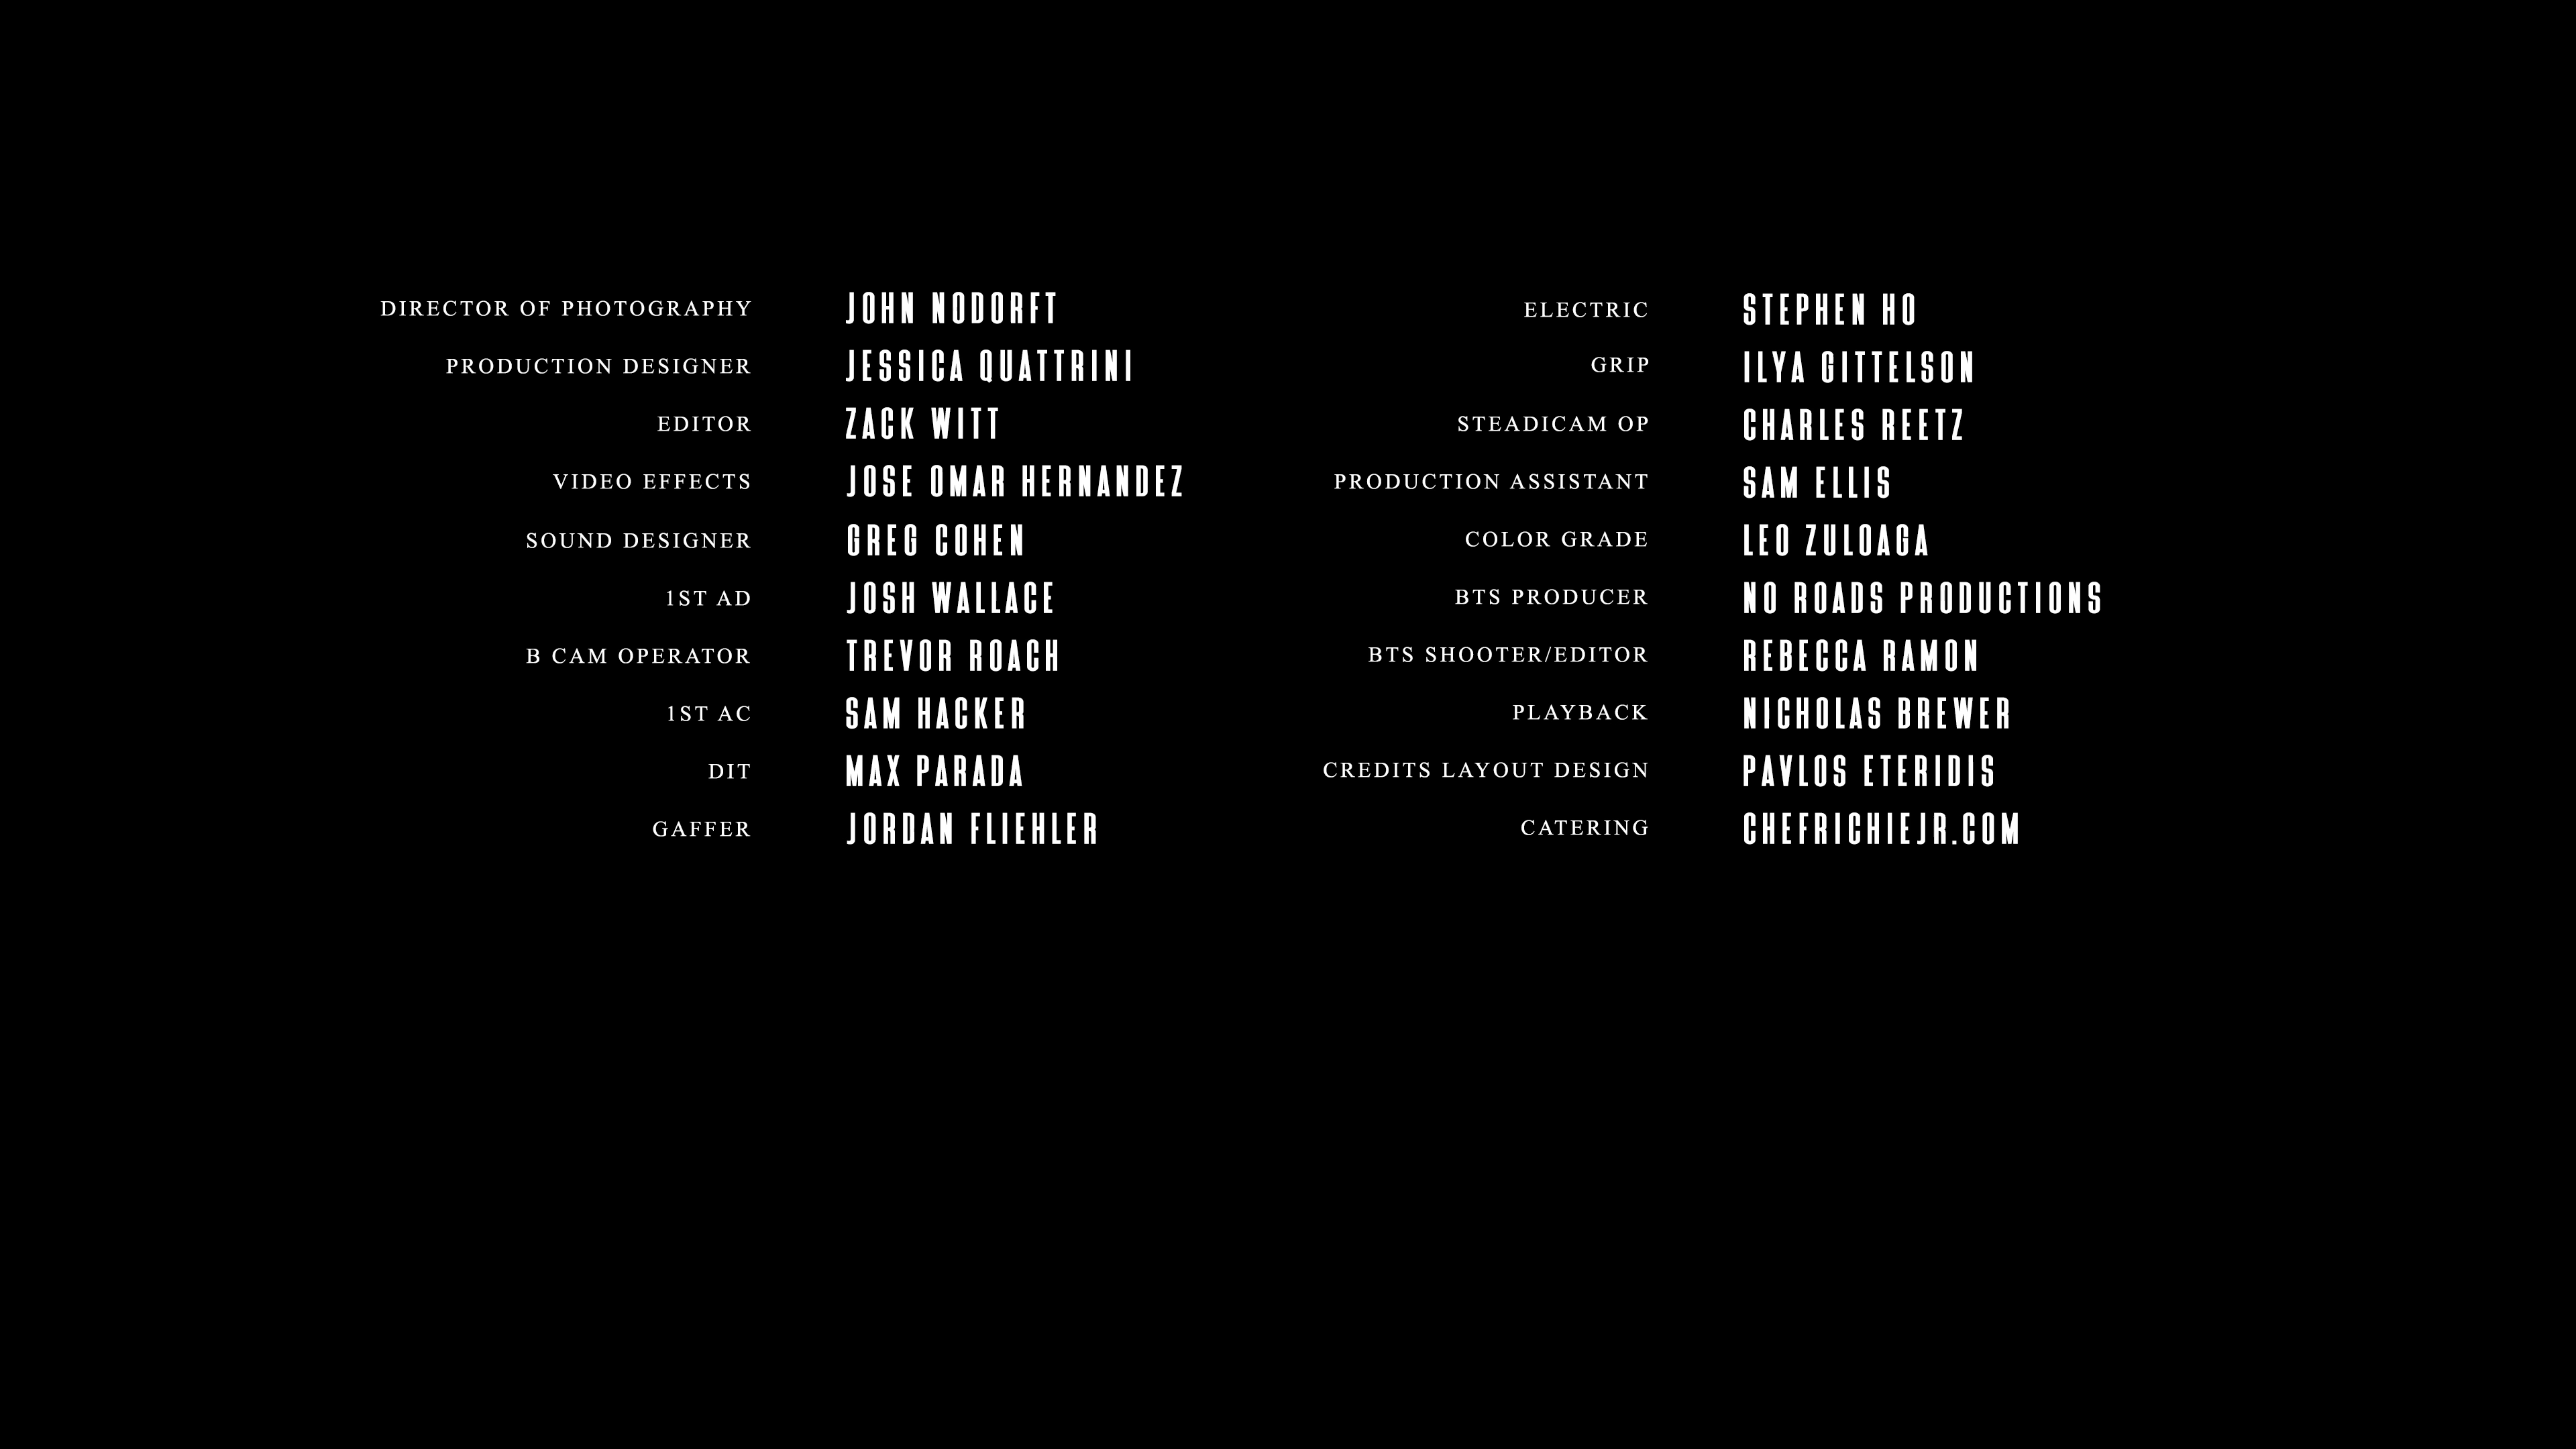 DIRECTOR OF PHOTOGRAPHY JOHN NODORFT
PRODUCTION DESIGNER JESSICA QUATTRINI
EDITOR ZACK WITT
VIDEO EFFECTS JOSE OMAR HERNANDEZ
SOUND DESIGNER GREG COHEN
1ST AD JOSH WALLACE
B CAM OPERATOR TREVOR ROACH
1ST AC SAM HACKER
DIT MAX PARADA
GAFFER JORDAN FLIEHLER
ELECTRIC STEPHEN HO
GRIP ILYA GITTELSON
STEADICAM OP CHARLES REETZ
PRODUCTION ASSISTANT SAM ELLIS
COLOR GRADE LEO ZULOAGA
BTS PRODUCER NO ROADS PRODUCTIONS
BTS SHOOTER/EDITOR REBECCA RAMON
PLAYBACK NICHOLAS BREWER
CREDITS LAYOUT DESIGN PAVLOS ETERIDIS
CATERING CHEFRICHIEJR.COM